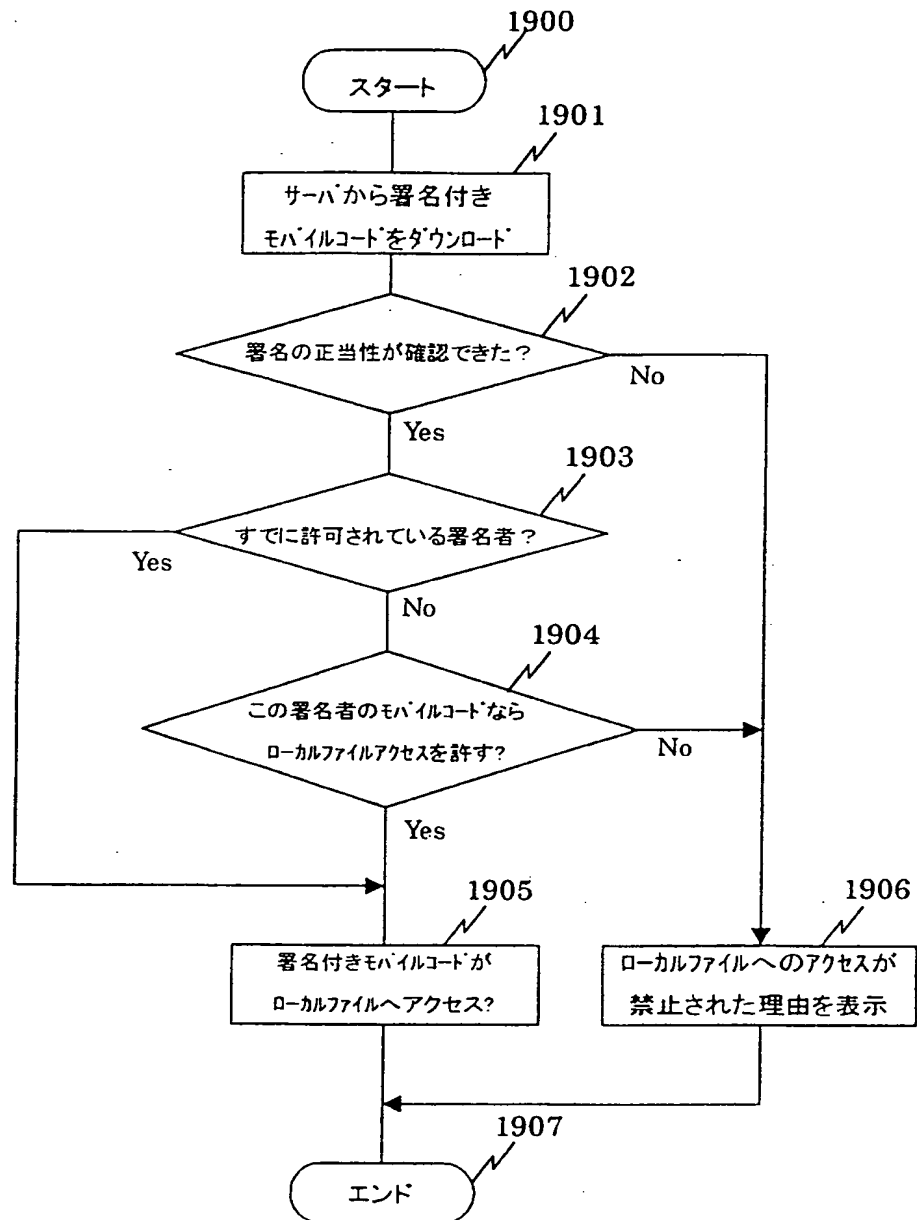 1900
スタート
1901
サーバから署名付き
モバイルコードをダウンロード
1902
署名の正当性が確認できた?
No
Yes
1903
すでに許可されている署名者?
Yes
No
1904
この署名者のモバイルコードなら
ローカルファイルアクセスを許す?
No
Yes
1905
署名付きモバイルコードが
ローカルファイルへアクセス?
1906
ローカルファイルへのアクセスが
禁止された理由を表示
1907
エンド